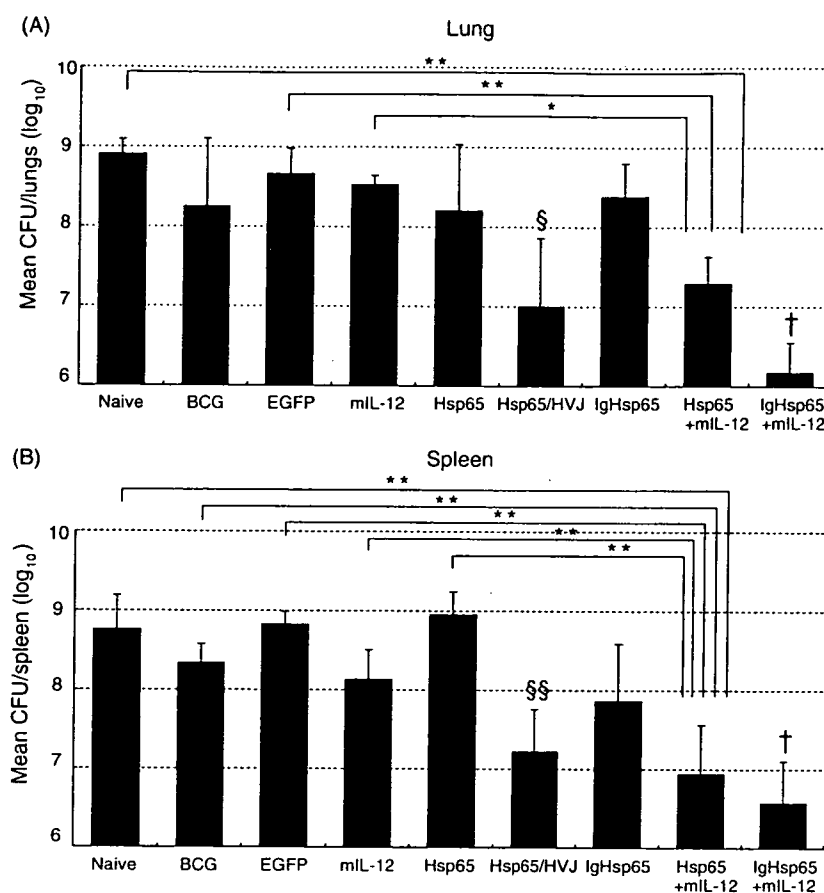 (A)
Lung
Mean CFU/lungs (log10)
10
9
8
7
6
**
**
*
§
†
Naive BCG EGFP mIL-12 Hsp65 Hsp65/HVJ IgHsp65 Hsp65 +mIL-12 IgHsp65 +mIL-12
(B)
Spleen
Mean CFU/spleen (log10)
10
9
8
7
6
**
**
**
**
**
§§
†
Naive BCG EGFP mIL-12 Hsp65 Hsp65/HVJ IgHsp65 Hsp65 +mIL-12 IgHsp65 +mIL-12